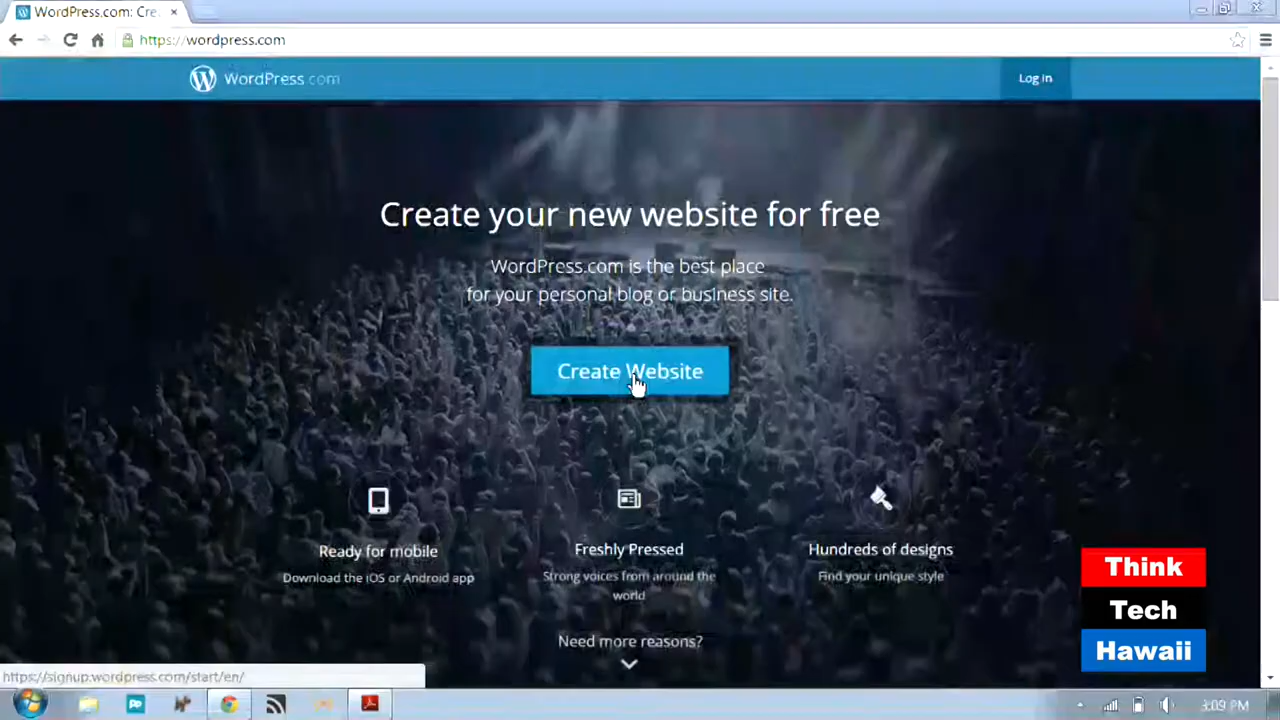 WordPress.com: Cre
https://wordpress.com
WordPress.com
Log In
Create your new website for free
WordPress.com is the best place
for your personal blog or business site.
Create Website
Ready for mobile
Download the iOS or Android app
Freshly Pressed
Strong voices from around the
world
Hundreds of designs
Find your unique style
Need more reasons?
Think
Tech
Hawaii
https://signup.wordpress.com/start/en/
3:09 PM